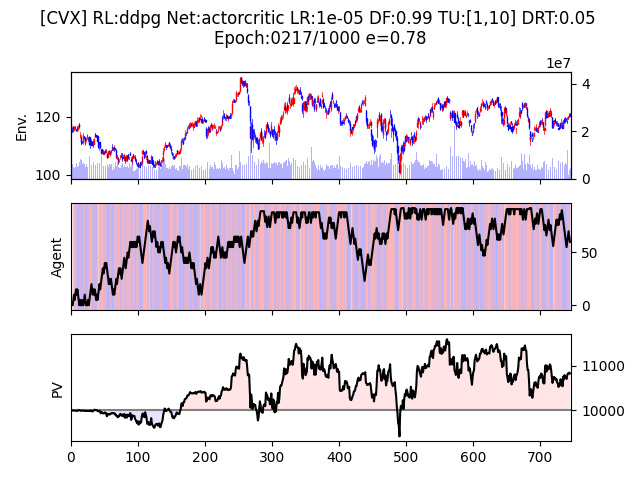 [CVX] RL:ddpg Net:actorcritic LR:1e-05 DF:0.99 TU:[1,10] DRT:0.05
Epoch:0217/1000 e=0.78
1e7
Env.
120
100
4
2
0
Agent
50
0
PV
11000
10000
0 100 200 300 400 500 600 700